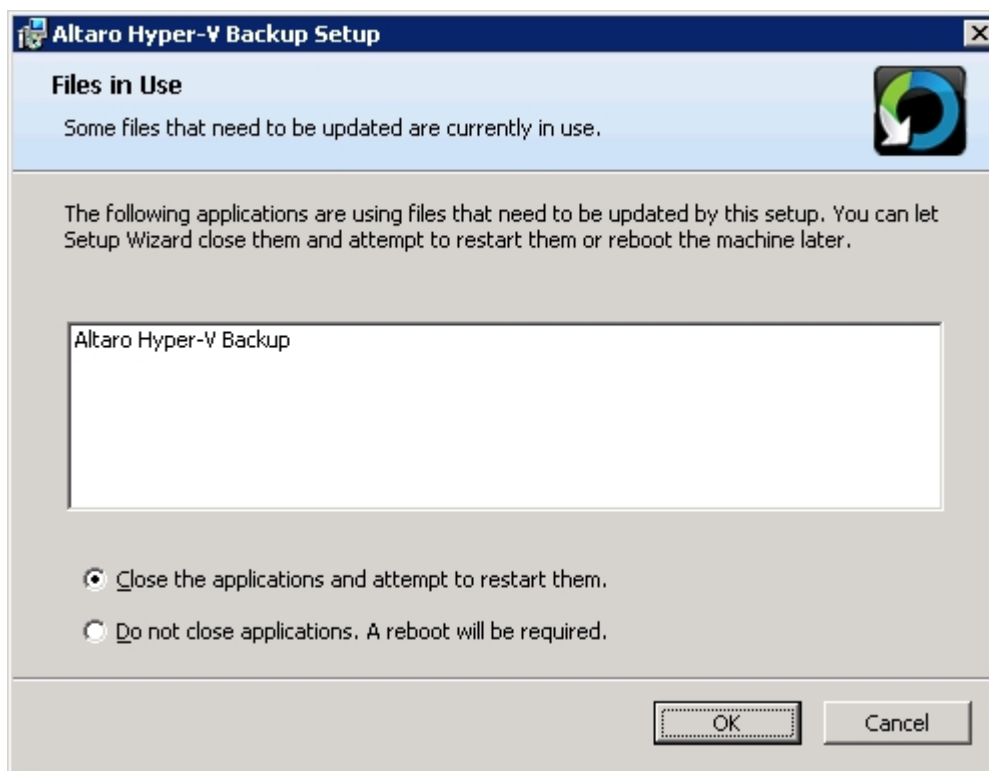 Altaro Hyper-V Backup Setup
Files in Use
Some files that need to be updated are currently in use.
The following applications are using files that need to be updated by this setup. You can let
Setup Wizard close them and attempt to restart them or reboot the machine later.
Altaro Hyper-V Backup
Close the applications and attempt to restart them.
Do not close applications. A reboot will be required.
OK
Cancel